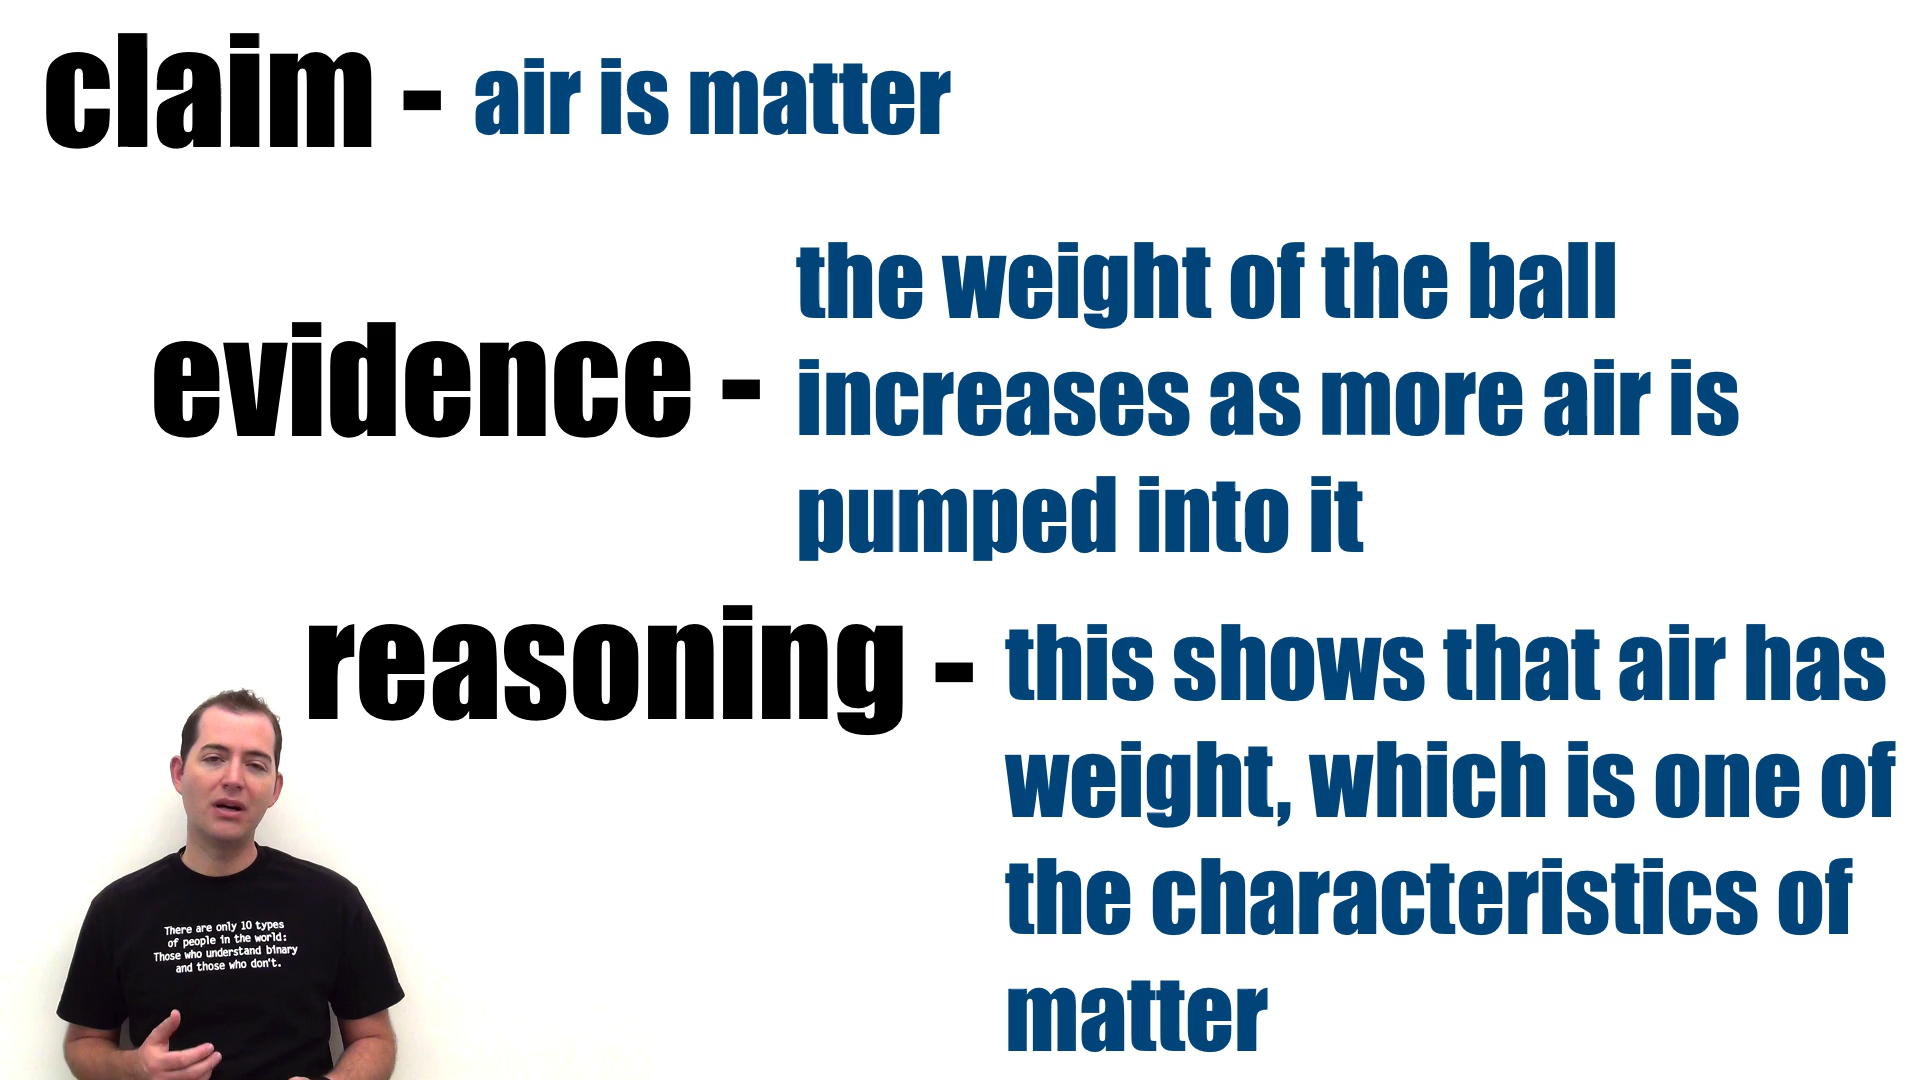 claim - air is matter
evidence - the weight of the ball
increases as more air is
pumped into it
reasoning - this shows that air has
weight, which is one of
the characteristics of
matter
There are only 10 types
of people in the world:
Those who understand binary
and those who don't.